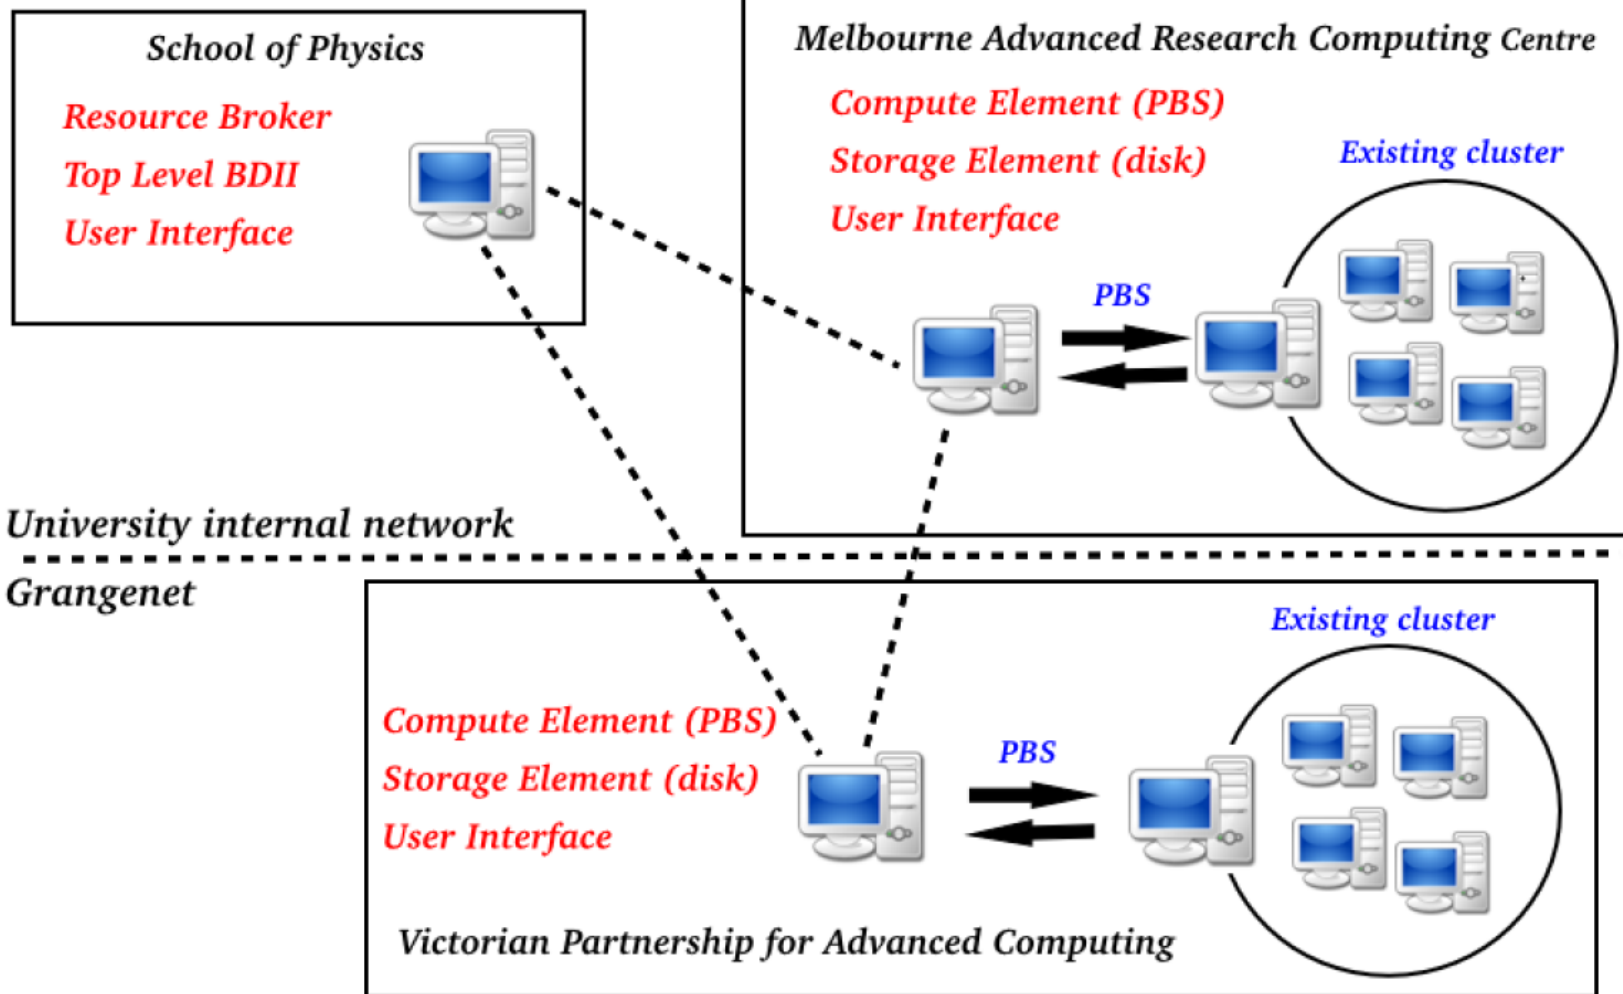 School of Physics
Resource Broker
Top Level BDII
User Interface
Melbourne Advanced Research Computing Centre
Compute Element (PBS)
Storage Element (disk)
User Interface
Existing cluster
PBS
University internal network
Grangenet
Existing cluster
Compute Element (PBS)
Storage Element (disk)
User Interface
PBS
Victorian Partnership for Advanced Computing